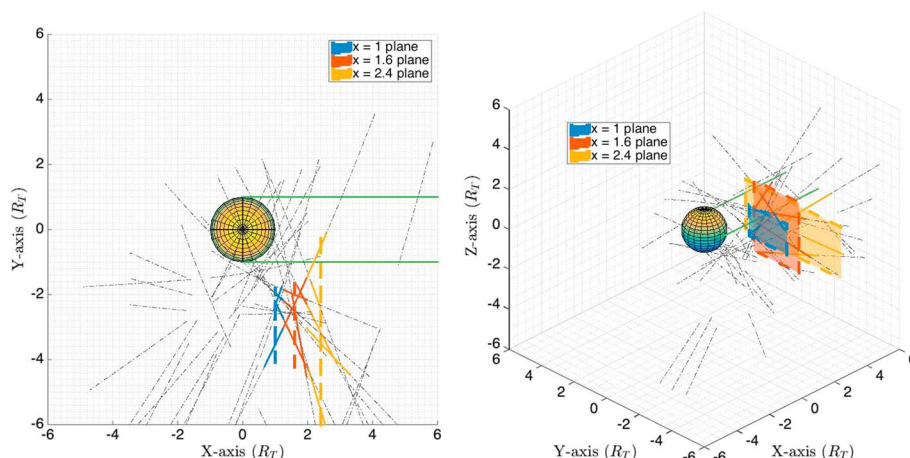 6
4
2
0
-2
-4
-6
Y-axis (R_T)
-6 -4 -2 0 2 4 6
X-axis (R_T)
x = 1 plane
x = 1.6 plane
x = 2.4 plane
6
4
2
0
-2
-4
-6
Z-axis (R_T)
x = 1 plane
x = 1.6 plane
x = 2.4 plane
6 4 2 0 -2 -4 -6
Y-axis (R_T)
-6 -4 -2 0 2 4 6
X-axis (R_T)